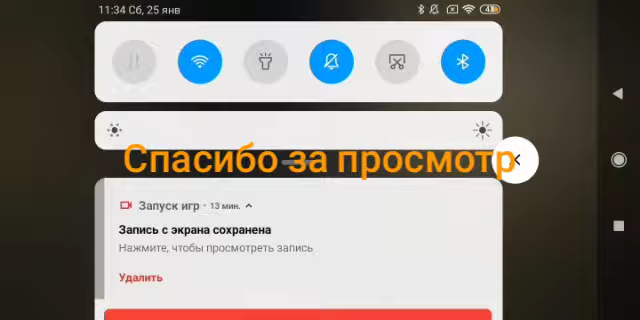 11:34 Сб, 25 янв
Спасибо за просмотр
Запуск игр · 13 мин.
Запись с экрана сохранена
Нажмите, чтобы просмотреть запись
Удалить